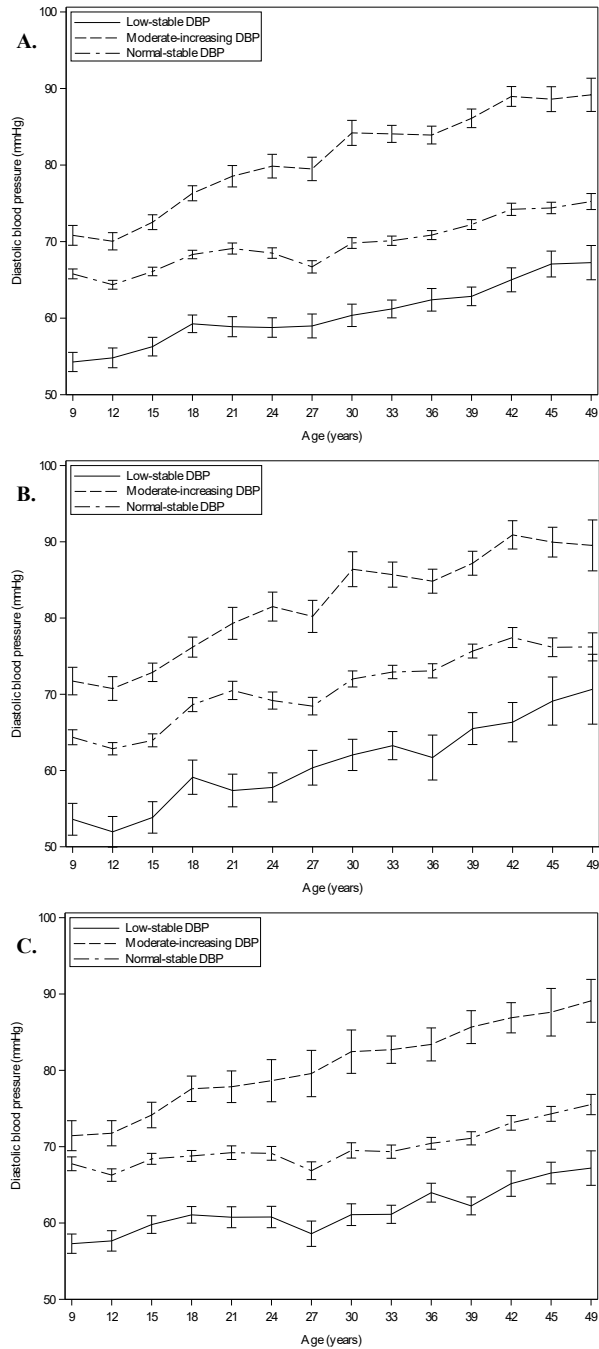 A.
Low-stable DBP
Moderate-increasing DBP
Normal-stable DBP
100
90
80
70
60
50
Diastolic blood pressure (mmHg)
9 12 15 18 21 24 27 30 33 36 39 42 45 49
Age (years)
B.
Low-stable DBP
Moderate-increasing DBP
Normal-stable DBP
100
90
80
70
60
50
Diastolic blood pressure (mmHg)
9 12 15 18 21 24 27 30 33 36 39 42 45 49
Age (years)
C.
Low-stable DBP
Moderate-increasing DBP
Normal-stable DBP
100
90
80
70
60
50
Diastolic blood pressure (mmHg)
9 12 15 18 21 24 27 30 33 36 39 42 45 49
Age (years)